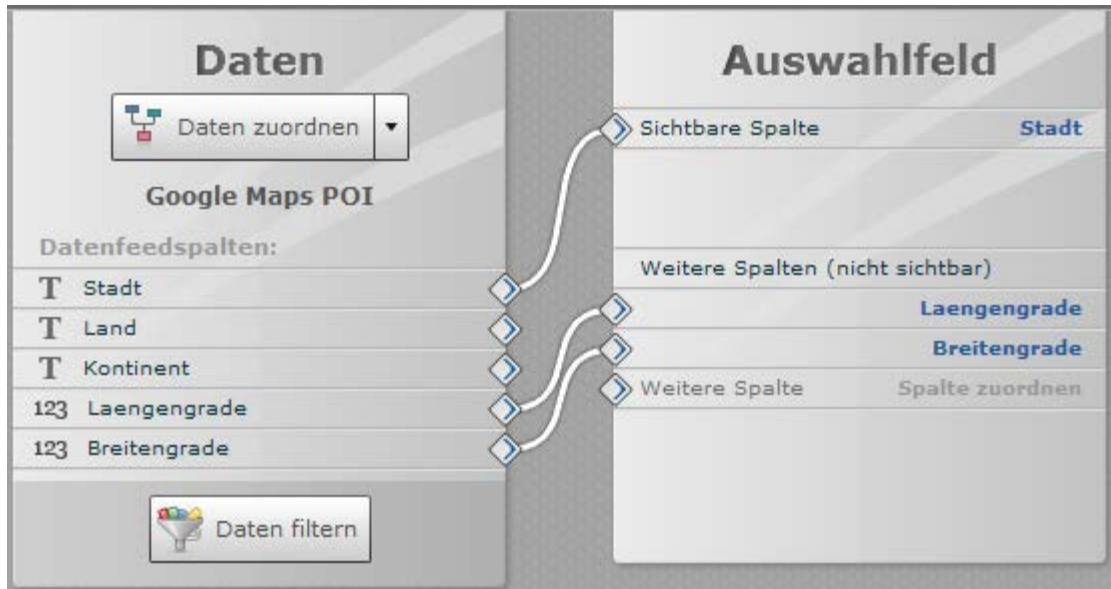 Daten
Daten zuordnen
Google Maps POI
Datenfeedspalten:
T Stadt
T Land
T Kontinent
123 Laengengrade
123 Breitengrade
Daten filtern
Auswahlfeld
Sichtbare Spalte Stadt
Weitere Spalten (nicht sichtbar)
Laengengrade
Breitengrade
Weitere Spalte Spalte zuordnen